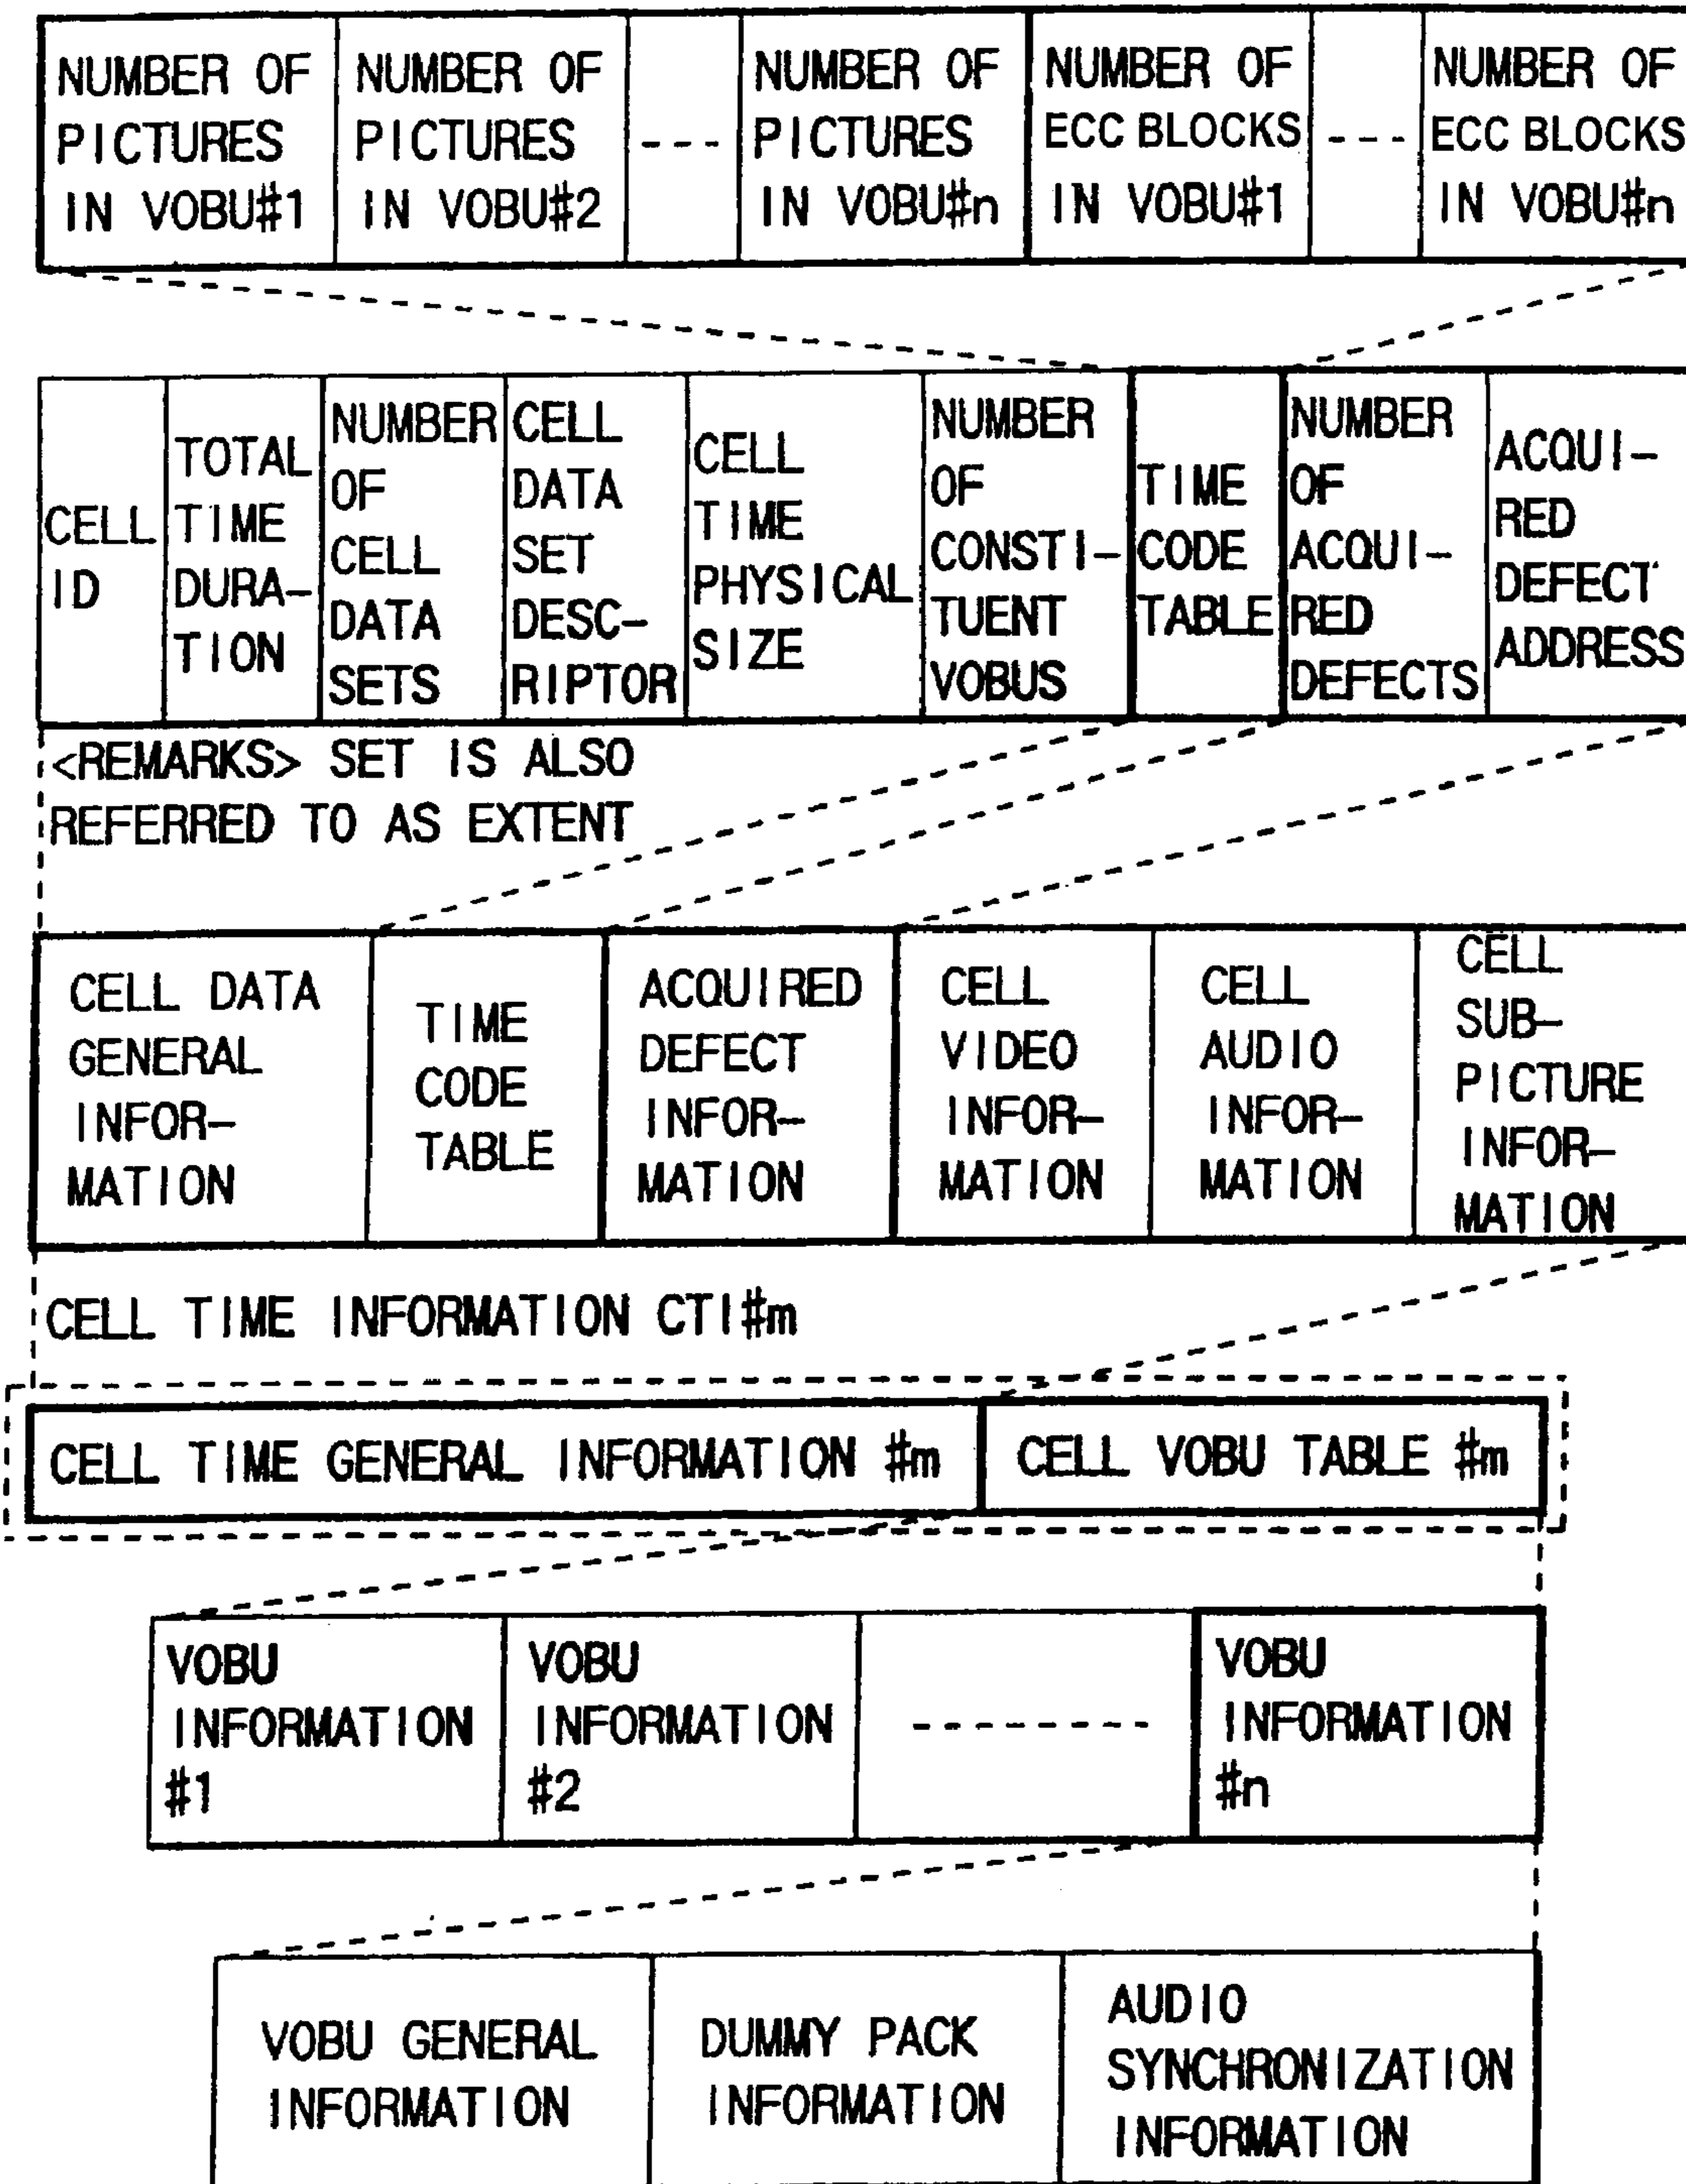 NUMBER OF
PICTURES
IN VOBU#1
NUMBER OF
PICTURES
IN VOBU#2
---
NUMBER OF
PICTURES
IN VOBU#n
NUMBER OF
ECC BLOCKS
IN VOBU#1
---
NUMBER OF
ECC BLOCKS
IN VOBU#n
CELL
ID
TOTAL
TIME
DURA-
TION
NUMBER
OF
CELL
DATA
SETS
CELL
DATA
SET
DESC-
RIPTOR
CELL
TIME
PHYSICAL
SIZE
NUMBER
OF
CONSTI-
TUENT
VOBUS
TIME
CODE
TABLE
NUMBER
OF
ACQUI-
RED
DEFECTS
ACQUI-
RED
DEFECT
ADDRESS
<REMARKS> SET IS ALSO
REFERRED TO AS EXTENT
CELL DATA
GENERAL
INFOR-
MATION
TIME
CODE
TABLE
ACQUIRED
DEFECT
INFOR-
MATION
CELL
VIDEO
INFOR-
MATION
CELL
AUDIO
INFOR-
MATION
CELL
SUB-
PICTURE
INFOR-
MATION
CELL TIME INFORMATION CTI#m
CELL TIME GENERAL INFORMATION #m
CELL VOBU TABLE #m
VOBU
INFORMATION
#1
VOBU
INFORMATION
#2
---------
VOBU
INFORMATION
#n
VOBU GENERAL
INFORMATION
DUMMY PACK
INFORMATION
AUDIO
SYNCHRONIZATION
INFORMATION